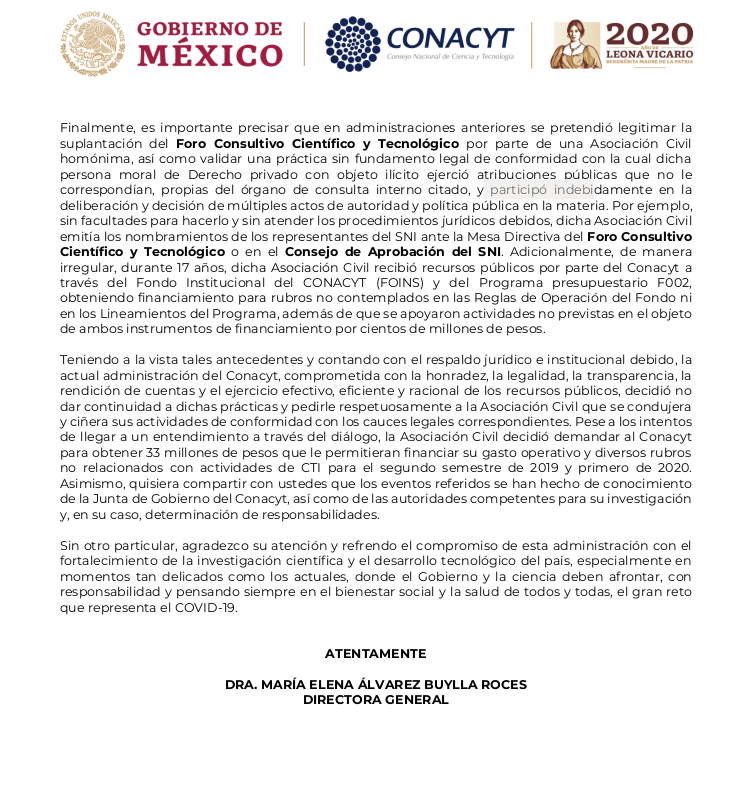 GOBIERNO DE
MÉXICO
CONACYT
Consejo Nacional de Ciencia y Tecnología
2020
AÑO DE
LEONA VICARIO
BENEMÉRITA MADRE DE LA PATRIA
ESTADOS UNIDOS MEXICANOS
Finalmente, es importante precisar que en administraciones anteriores se pretendió legitimar la
suplantación del Foro Consultivo Científico y Tecnológico por parte de una Asociación Civil
homónima, así como validar una práctica sin fundamento legal de conformidad con la cual dicha
persona moral de Derecho privado con objeto ilícito ejerció atribuciones públicas que no le
correspondían, propias del órgano de consulta interno citado, y participó indebidamente en la
deliberación y decisión de múltiples actos de autoridad y política pública en la materia. Por ejemplo,
sin facultades para hacerlo y sin atender los procedimientos jurídicos debidos, dicha Asociación Civil
emitía los nombramientos de los representantes del SNI ante la Mesa Directiva del Foro Consultivo
Científico y Tecnológico o en el Consejo de Aprobación del SNI. Adicionalmente, de manera
irregular, durante 17 años, dicha Asociación Civil recibió recursos públicos por parte del Conacyt a
través del Fondo Institucional del CONACYT (FOINS) y del Programa presupuestario F002,
obteniendo financiamiento para rubros no contemplados en las Reglas de Operación del Fondo ni
en los Lineamientos del Programa, además de que se apoyaron actividades no previstas en el objeto
de ambos instrumentos de financiamiento por cientos de millones de pesos.
Teniendo a la vista tales antecedentes y contando con el respaldo jurídico e institucional debido, la
actual administración del Conacyt, comprometida con la honradez, la legalidad, la transparencia, la
rendición de cuentas y el ejercicio efectivo, eficiente y racional de los recursos públicos, decidió no
dar continuidad a dichas prácticas y pedirle respetuosamente a la Asociación Civil que se condujera
y ciñera sus actividades de conformidad con los cauces legales correspondientes. Pese a los intentos
de llegar a un entendimiento a través del diálogo, la Asociación Civil decidió demandar al Conacyt
para obtener 33 millones de pesos que le permitieran financiar su gasto operativo y diversos rubros
no relacionados con actividades de CTI para el segundo semestre de 2019 y primero de 2020.
Asimismo, quisiera compartir con ustedes que los eventos referidos se han hecho de conocimiento
de la Junta de Gobierno del Conacyt, así como de las autoridades competentes para su investigación
y, en su caso, determinación de responsabilidades.
Sin otro particular, agradezco su atención y refrendo el compromiso de esta administración con el
fortalecimiento de la investigación científica y el desarrollo tecnológico del país, especialmente en
momentos tan delicados como los actuales, donde el Gobierno y la ciencia deben afrontar, con
responsabilidad y pensando siempre en el bienestar social y la salud de todos y todas, el gran reto
que representa el COVID-19.
ATENTAMENTE
DRA. MARÍA ELENA ÁLVAREZ BUYLLA ROCES
DIRECTORA GENERAL